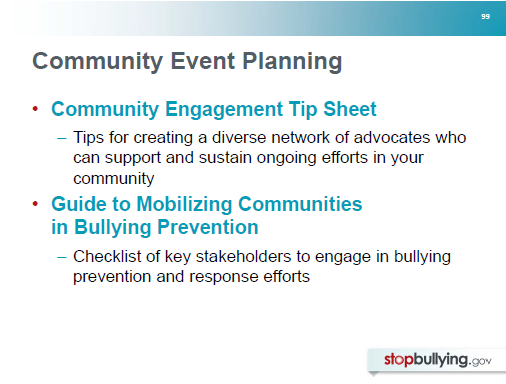 99
Community Event Planning
• Community Engagement Tip Sheet
– Tips for creating a diverse network of advocates who
can support and sustain ongoing efforts in your
community
• Guide to Mobilizing Communities
in Bullying Prevention
– Checklist of key stakeholders to engage in bullying
prevention and response efforts
stopbullying.gov